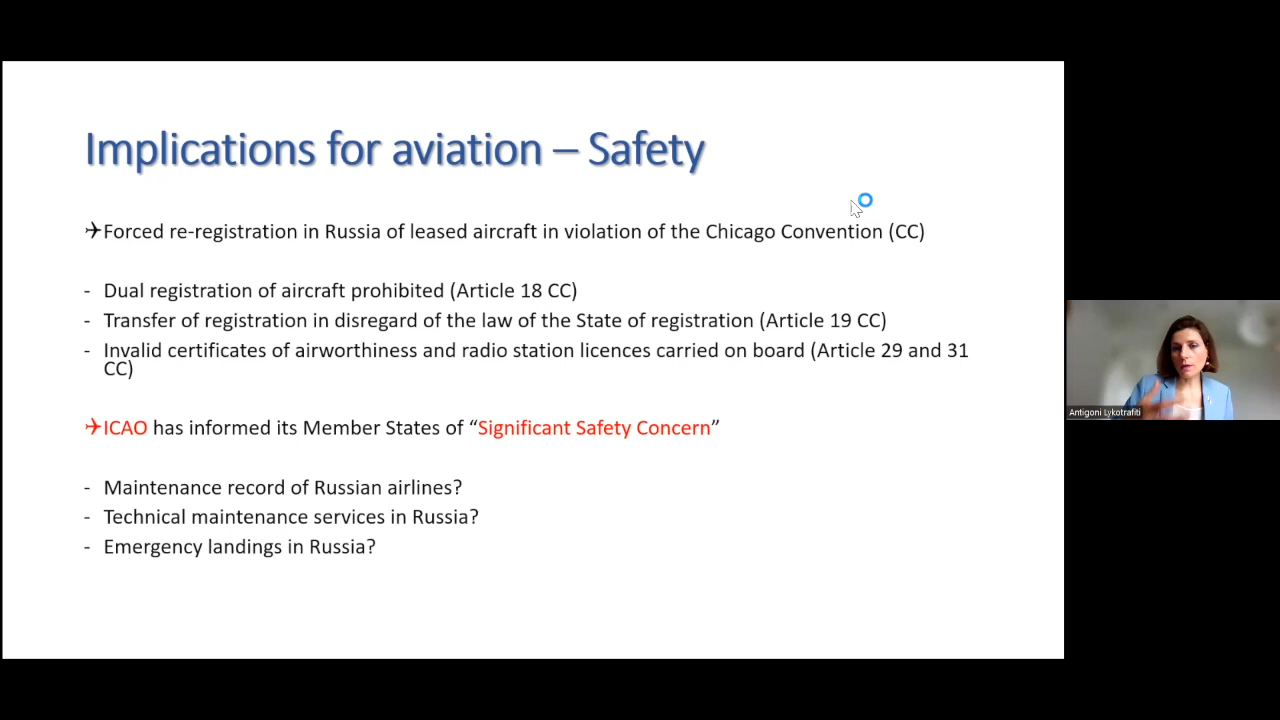 Implications for aviation – Safety
✈Forced re-registration in Russia of leased aircraft in violation of the Chicago Convention (CC)
- Dual registration of aircraft prohibited (Article 18 CC)
- Transfer of registration in disregard of the law of the State of registration (Article 19 CC)
- Invalid certificates of airworthiness and radio station licences carried on board (Article 29 and 31
CC)
✈ICAO has informed its Member States of “Significant Safety Concern”
- Maintenance record of Russian airlines?
- Technical maintenance services in Russia?
- Emergency landings in Russia?
Antigoni Lykotrafiti